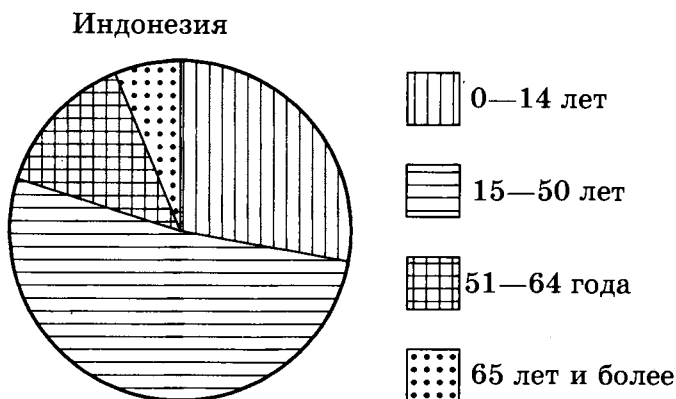 Индонезия
0—14 лет
15—50 лет
51—64 года
65 лет и более